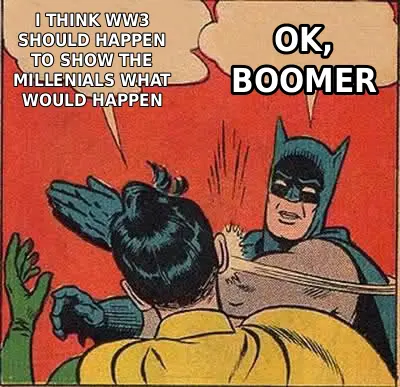 I THINK WW3
SHOULD HAPPEN
TO SHOW THE
MILLENIALS WHAT
WOULD HAPPEN
OK,
BOOMER